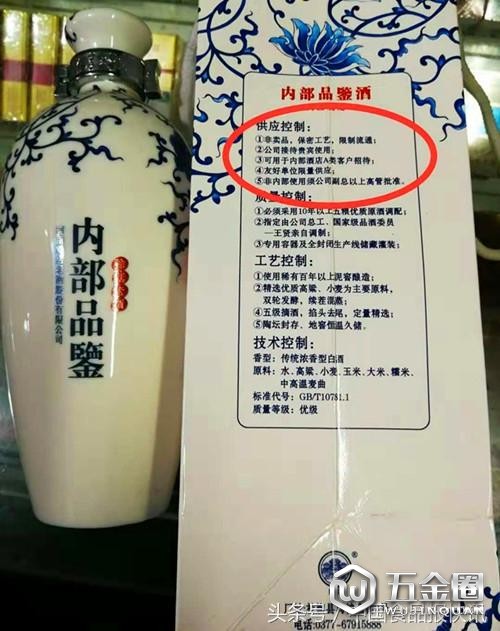 内部品鑒
内部品鉴酒
供应控制：
①非卖品，保密工艺，限制流通；
②公司接待贵宾使用；
③可用于内部酒店A类客户招待；
④友好单位限量供应；
⑤非内部使用须公司副总以上高管批准。
质量控制：
①必须采用10年以上五粮优质原酒调配；
②指定由公司总工、国家级品酒委员
—王贤亲自调制；
③专用容器及全封闭生产线储藏灌装；
工艺控制：
①使用稀有百年以上泥窖酿造；
②精选优质高粱、小麦为主要原料，
双轮发酵，续茬混蒸；
④五级摘酒，掐头去尾，定量精选；
⑤陶坛封存、地窖恒温久储。
技术控制：
香型：传统浓香型白酒
原料：水、高粱、小麦、玉米、大米、糯米、
中高温麦曲
标准代号：GB/T10781.1
质量等级：优级
电话:0377-67915888
头条号
五金圈
WUJINQUAN